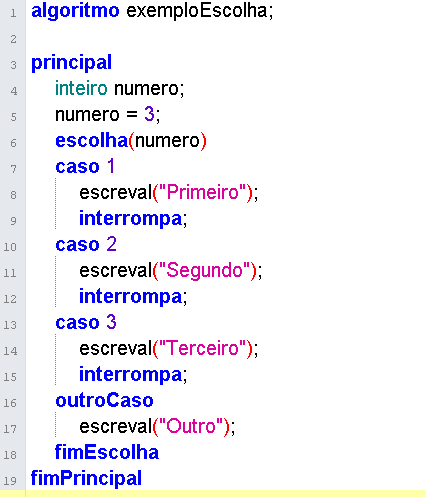 1 algoritmo exemploEscolha;
2
3 principal
4 inteiro numero;
5 numero = 3;
6 escolha(numero)
7 caso 1
8 escreval("Primeiro");
9 interrompa;
10 caso 2
11 escreval("Segundo");
12 interrompa;
13 caso 3
14 escreval("Terceiro");
15 interrompa;
16 outroCaso
17 escreval("Outro");
18 fimEscolha
19 fimPrincipal